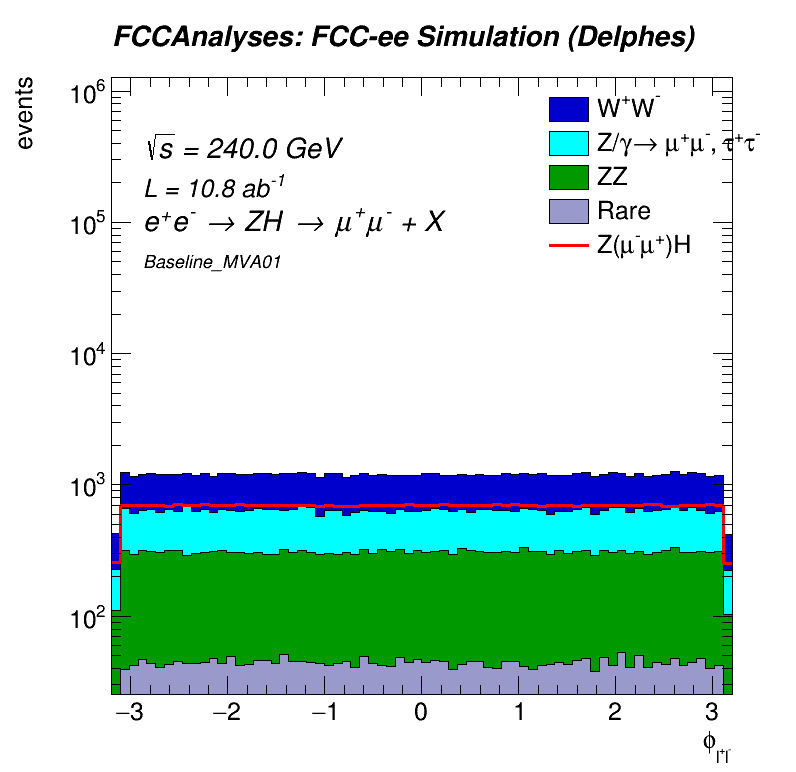 FCCAnalyses: FCC-ee Simulation (Delphes)
events
10⁶
10⁵
10⁴
10³
10²
√s = 240.0 GeV
L = 10.8 ab⁻¹
e⁺e⁻ → ZH → μ⁺μ⁻ + X
Baseline_MVA01
W⁺W⁻
Z/γ→ μ⁺μ⁻, τ⁺τ⁻
ZZ
Rare
Z(μ⁻μ⁺)H
−3 −2 −1 0 1 2 3
ϕ_l⁺l⁻